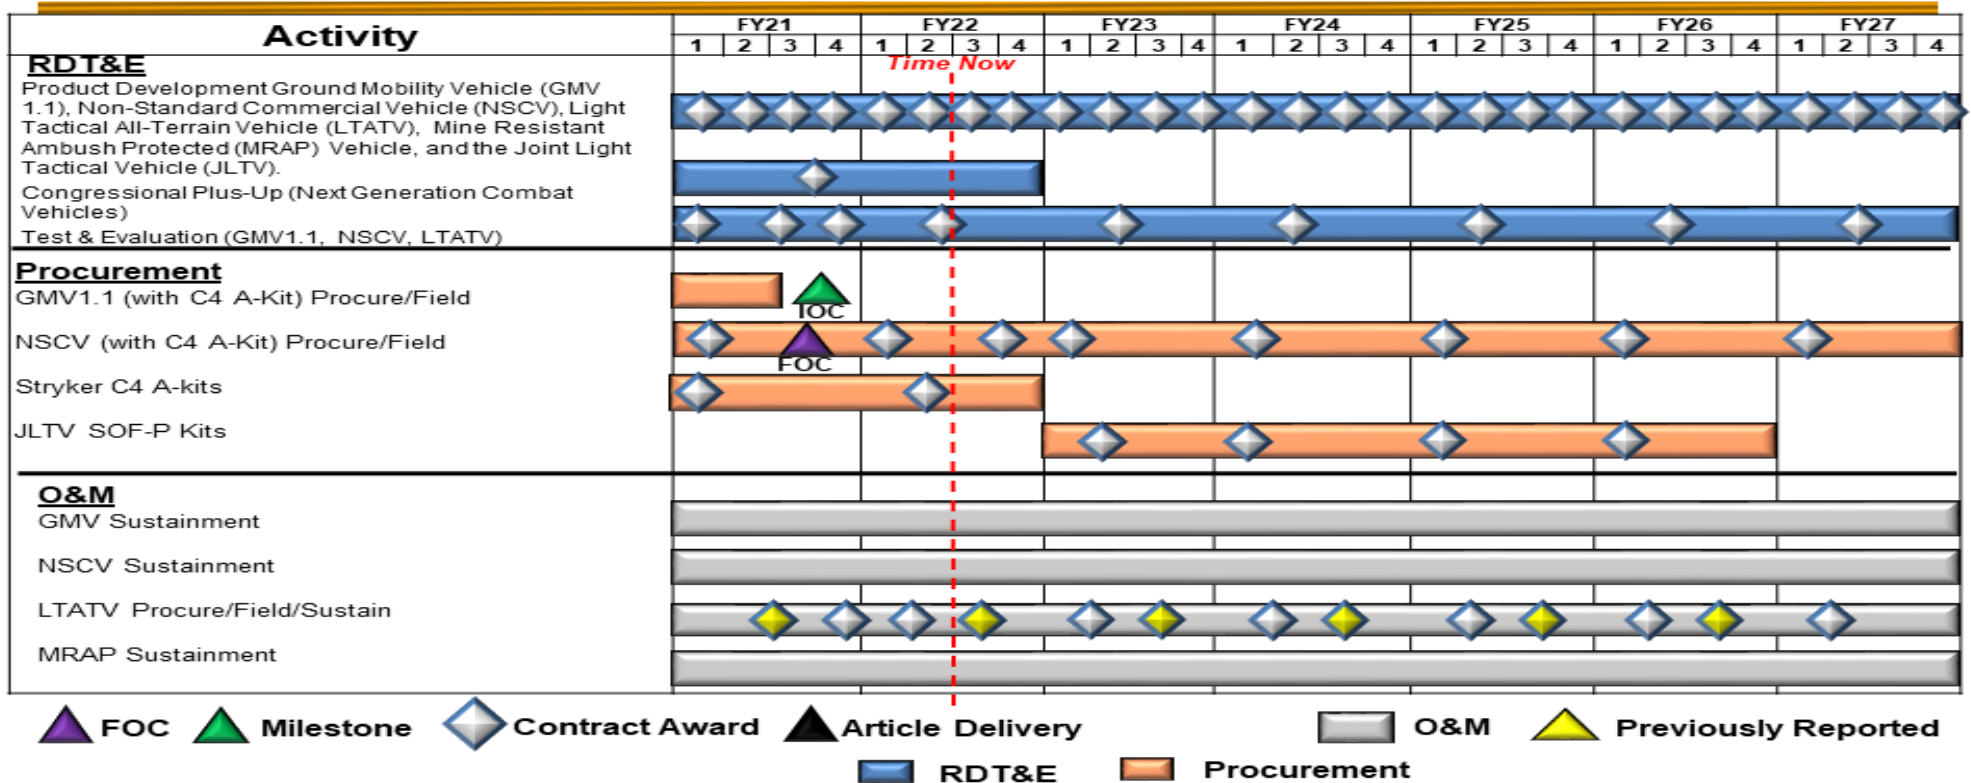 Activity
FY21 FY22 FY23 FY24 FY25 FY26 FY27
1 2 3 4 1 2 3 4 1 2 3 4 1 2 3 4 1 2 3 4 1 2 3 4 1 2 3 4
Time Now
RDT&E
Product Development Ground Mobility Vehicle (GMV
1.1), Non-Standard Commercial Vehicle (NSCV), Light
Tactical All-Terrain Vehicle (LTATV), Mine Resistant
Ambush Protected (MRAP) Vehicle, and the Joint Light
Tactical Vehicle (JLTV).
Congressional Plus-Up (Next Generation Combat
Vehicles)
Test & Evaluation (GMV1.1, NSCV, LTATV)
Procurement
GMV1.1 (with C4 A-Kit) Procure/Field
IOC
NSCV (with C4 A-Kit) Procure/Field
FOC
Stryker C4 A-kits
JLTV SOF-P Kits
O&M
GMV Sustainment
NSCV Sustainment
LTATV Procure/Field/Sustain
MRAP Sustainment
FOC Milestone Contract Award Article Delivery O&M Previously Reported
RDT&E Procurement